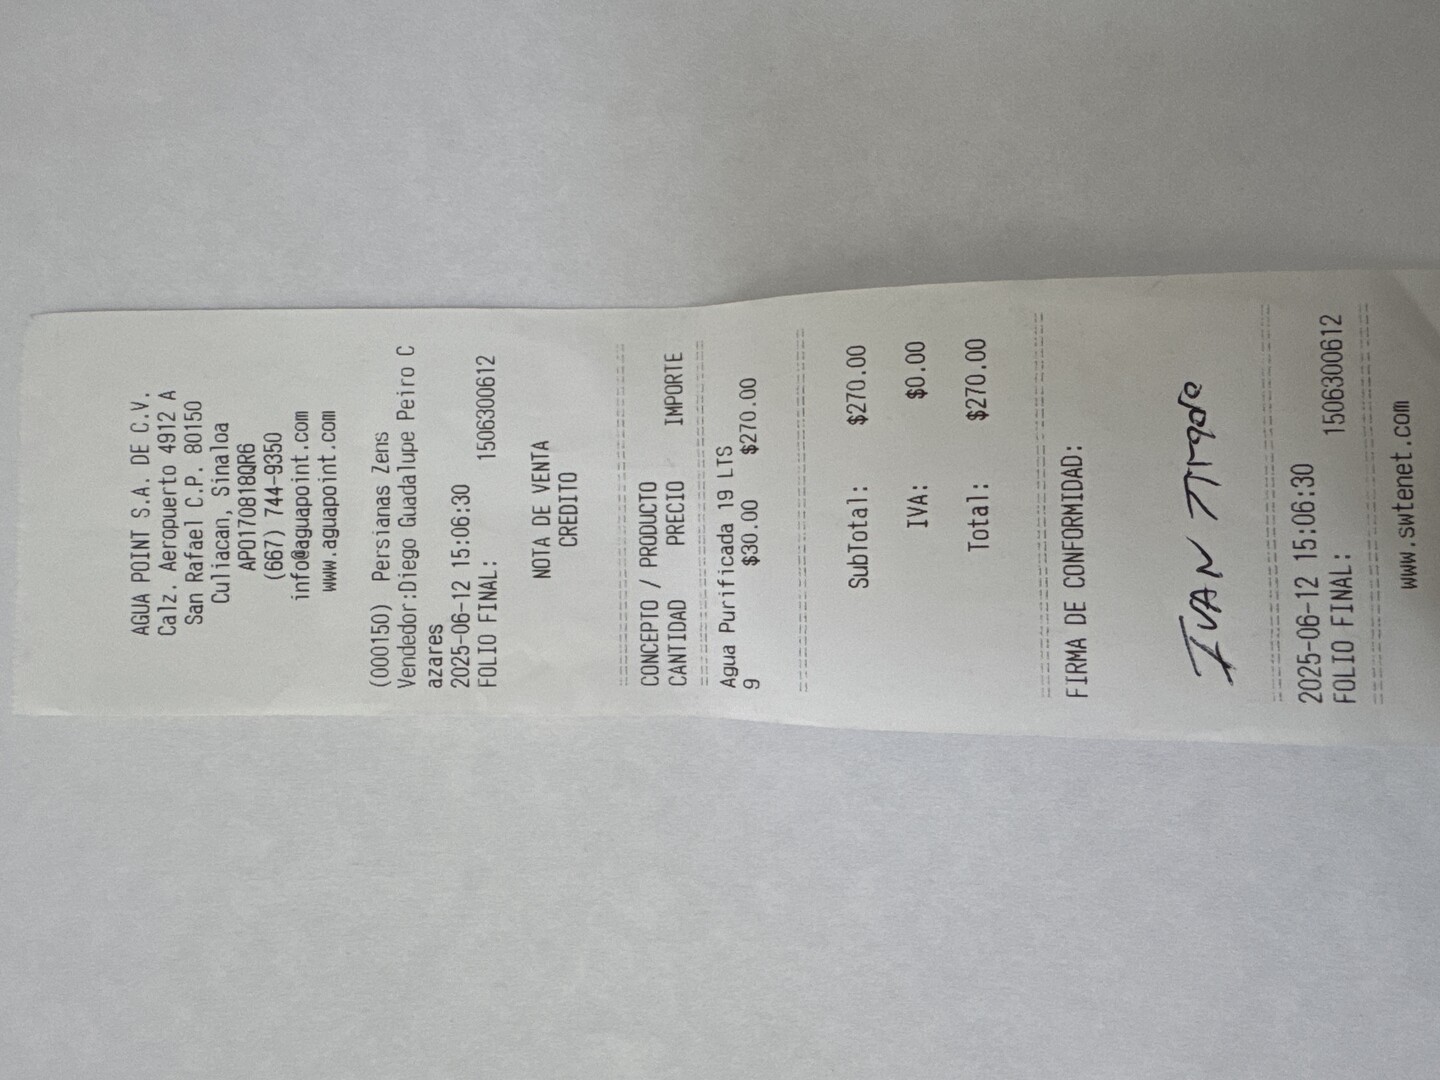 AGUA POINT S.A. DE C.V.
Calz. Aeropuerto 4912 A
San Rafael C.P. 80150
Culiacan, Sinaloa
APO170818QR6
(667) 744-9350
info@aguapoint.com
www.aguapoint.com
(000150) Persianas Zens
Vendedor:Diego Guadalupe Peiro C
azares
2025-06-12 15:06:30
FOLIO FINAL: 1506300612
NOTA DE VENTA
CREDITO
CONCEPTO / PRODUCTO
CANTIDAD PRECIO IMPORTE
Agua Purificada 19 LTS
9 $30.00 $270.00
SubTotal: $270.00
IVA: $0.00
Total: $270.00
FIRMA DE CONFORMIDAD:
IVAN Tirado
2025-06-12 15:06:30
FOLIO FINAL: 1506300612
www.swtenet.com